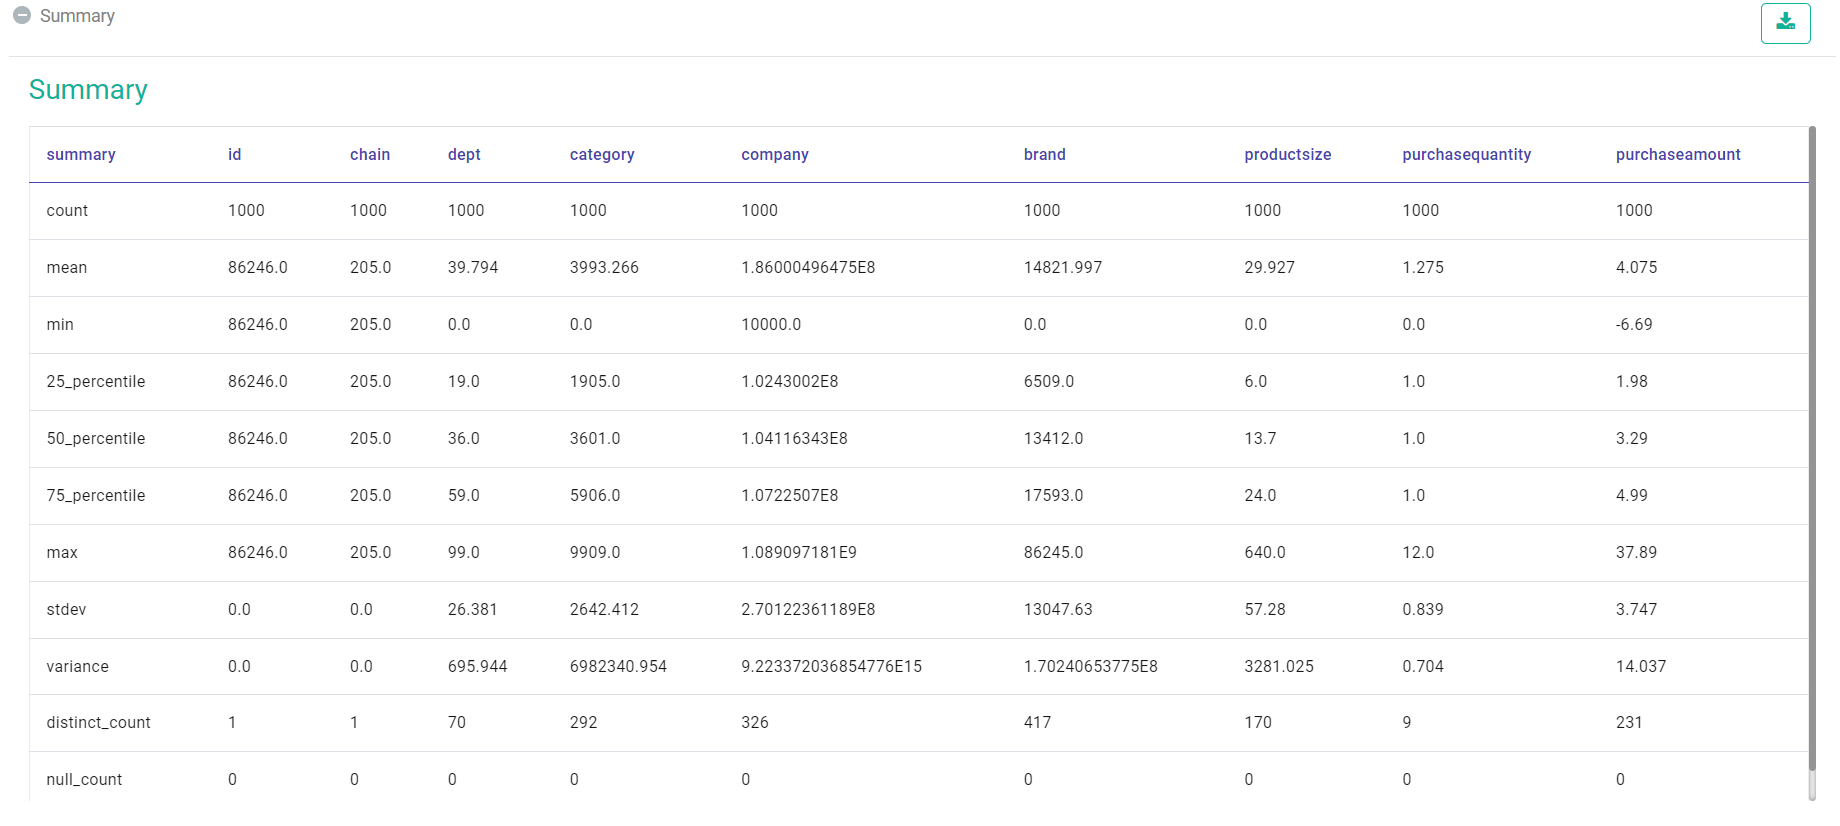 Summary
Summary
summary id chain dept category company brand productsize purchasequantity purchaseamount
count 1000 1000 1000 1000 1000 1000 1000 1000 1000
mean 86246.0 205.0 39.794 3993.266 1.86000496475E8 14821.997 29.927 1.275 4.075
min 86246.0 205.0 0.0 0.0 10000.0 0.0 0.0 0.0 -6.69
25_percentile 86246.0 205.0 19.0 1905.0 1.0243002E8 6509.0 6.0 1.0 1.98
50_percentile 86246.0 205.0 36.0 3601.0 1.04116343E8 13412.0 13.7 1.0 3.29
75_percentile 86246.0 205.0 59.0 5906.0 1.0722507E8 17593.0 24.0 1.0 4.99
max 86246.0 205.0 99.0 9909.0 1.089097181E9 86245.0 640.0 12.0 37.89
stdev 0.0 0.0 26.381 2642.412 2.70122361189E8 13047.63 57.28 0.839 3.747
variance 0.0 0.0 695.944 6982340.954 9.223372036854776E15 1.70240653775E8 3281.025 0.704 14.037
distinct_count 1 1 70 292 326 417 170 9 231
null_count 0 0 0 0 0 0 0 0 0